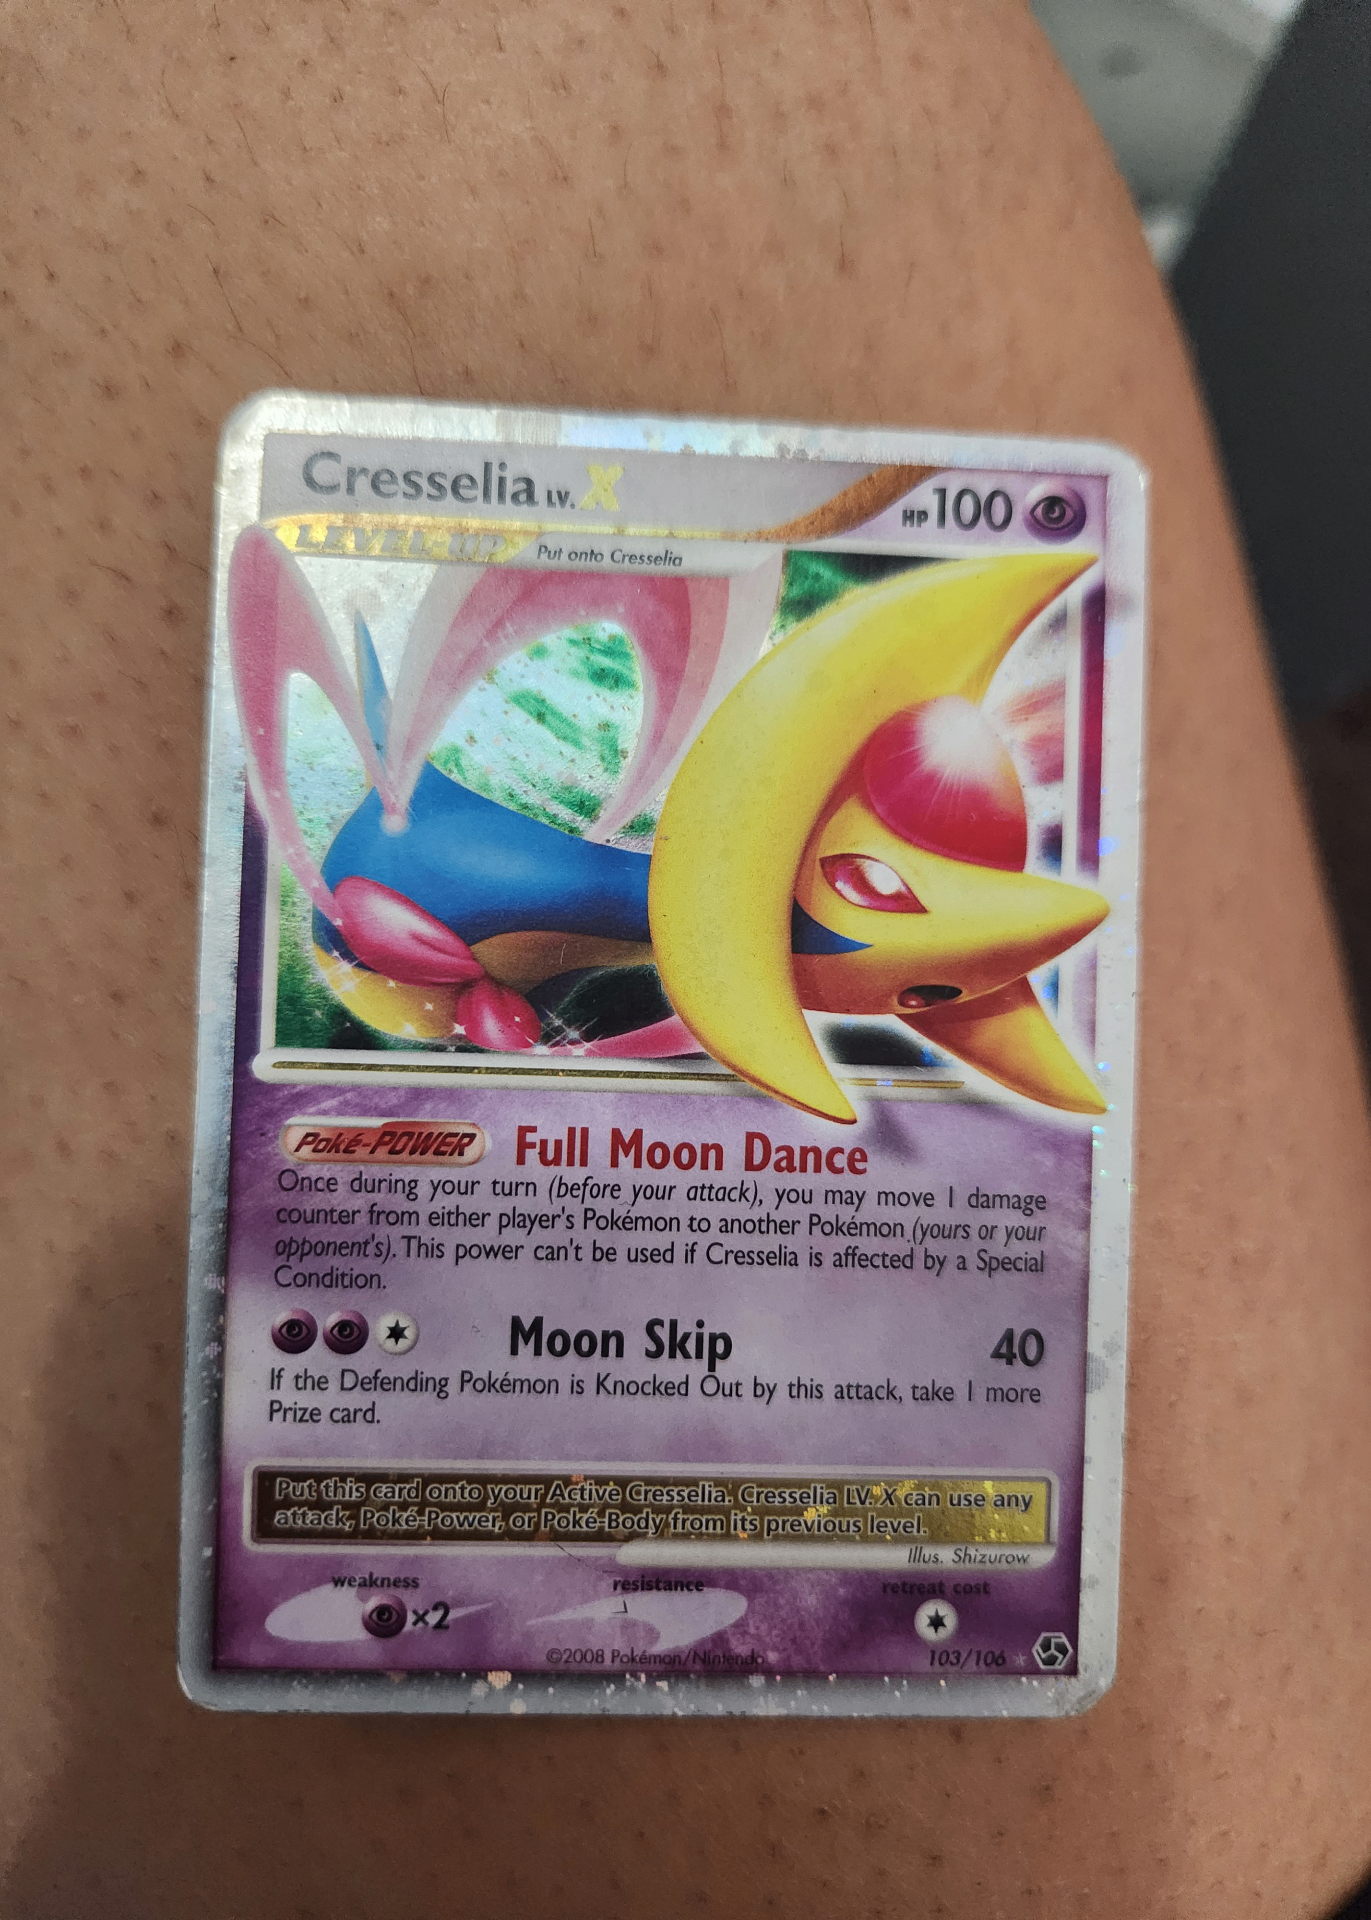 Cresselia LV. X
HP 100
LEVEL-UP Put onto Cresselia
Poké-POWER Full Moon Dance
Once during your turn (before your attack), you may move 1 damage
counter from either player's Pokémon to another Pokémon (yours or your
opponent's). This power can't be used if Cresselia is affected by a Special
Condition.
Moon Skip 40
If the Defending Pokémon is Knocked Out by this attack, take 1 more
Prize card.
Put this card onto your Active Cresselia. Cresselia LV. X can use any
attack, Poké-Power, or Poké-Body from its previous level.
Illus. Shizurow
weakness resistance retreat cost
×2
©2008 Pokémon/Nintendo 103/106